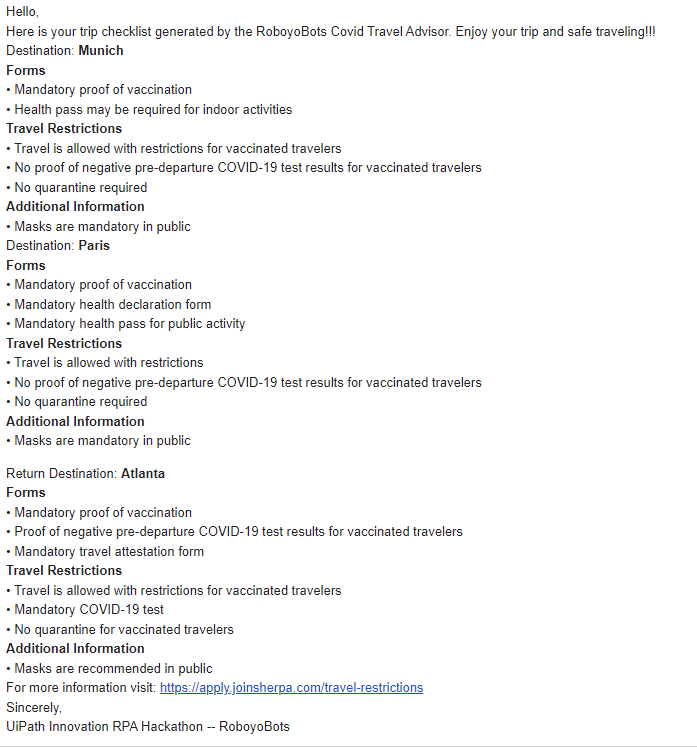 Hello,
Here is your trip checklist generated by the RoboyoBots Covid Travel Advisor. Enjoy your trip and safe traveling!!!
Destination: Munich
Forms
• Mandatory proof of vaccination
• Health pass may be required for indoor activities
Travel Restrictions
• Travel is allowed with restrictions for vaccinated travelers
• No proof of negative pre-departure COVID-19 test results for vaccinated travelers
• No quarantine required
Additional Information
• Masks are mandatory in public
Destination: Paris
Forms
• Mandatory proof of vaccination
• Mandatory health declaration form
• Mandatory health pass for public activity
Travel Restrictions
• Travel is allowed with restrictions
• No proof of negative pre-departure COVID-19 test results for vaccinated travelers
• No quarantine required
Additional Information
• Masks are mandatory in public
Return Destination: Atlanta
Forms
• Mandatory proof of vaccination
• Proof of negative pre-departure COVID-19 test results for vaccinated travelers
• Mandatory travel attestation form
Travel Restrictions
• Travel is allowed with restrictions for vaccinated travelers
• Mandatory COVID-19 test
• No quarantine for vaccinated travelers
Additional Information
• Masks are recommended in public
For more information visit: https://apply.joinsherpa.com/travel-restrictions
Sincerely,
UiPath Innovation RPA Hackathon -- RoboyoBots